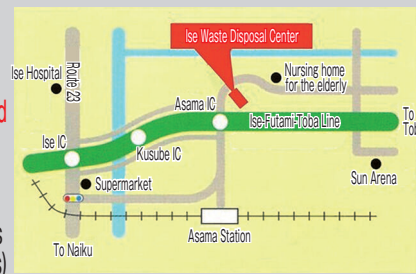 Ise Waste Disposal Center
Ise Hospital
Route 23
Nursing home
for the elderly
Asama IC
Ise-Futami-Toba Line
To
Ise IC
Kusube IC
Supermarket
Sun Arena
Asama Station
To Naiku